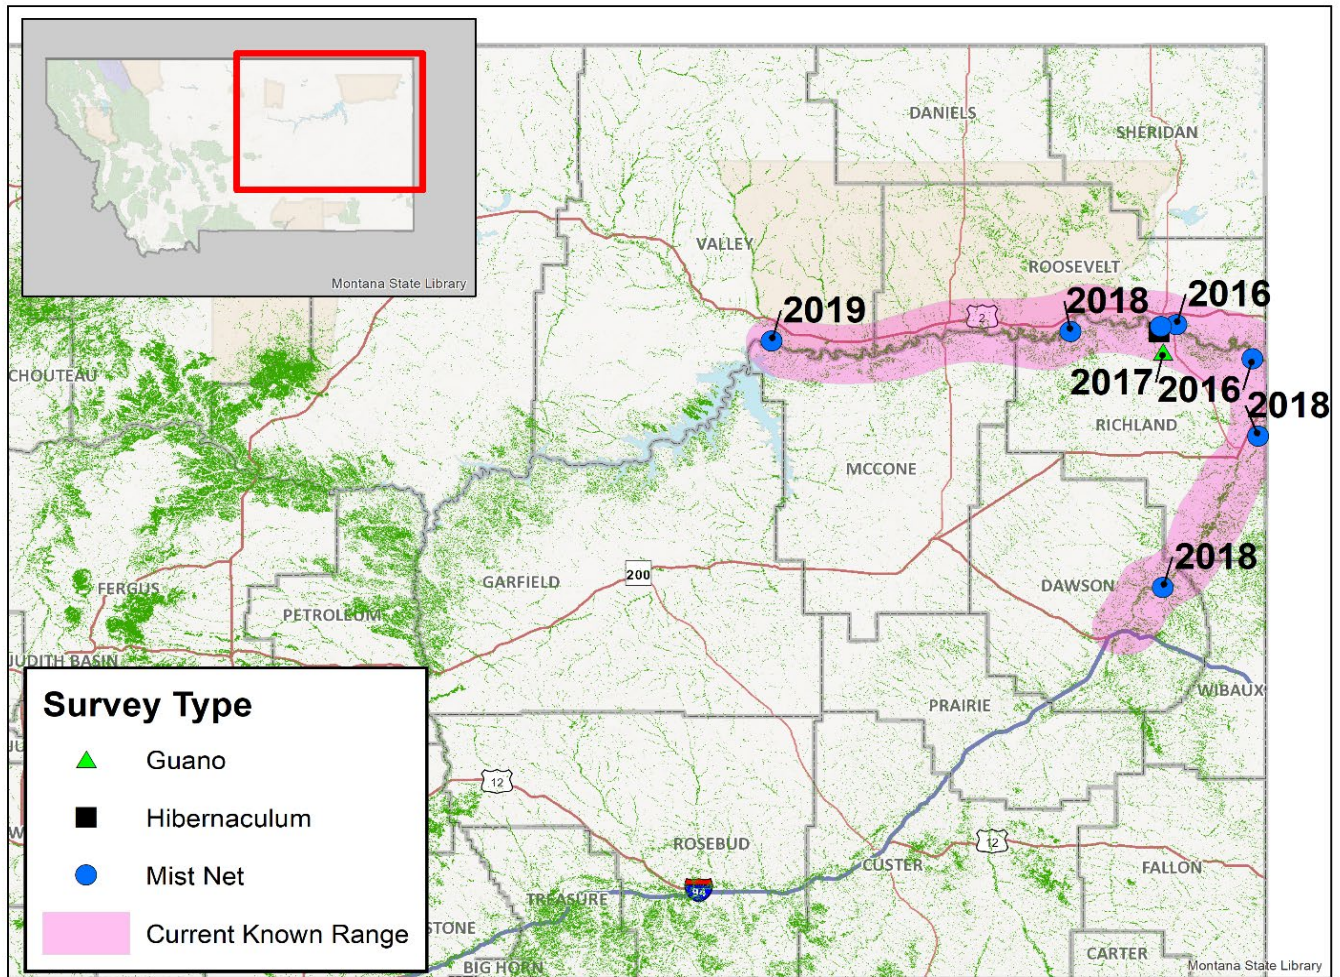 Montana State Library
DANIELS
SHERIDAN
VALLEY
ROOSEVELT
2019
2
2018
2016
2017
2016
2018
CHOUTEAU
RICHLAND
MCCONE
2018
FERGUS
PETROLEUM
GARFIELD
200
DAWSON
JUDITH BASIN
WIBAUX
PRAIRIE
Survey Type
Guano
Hibernaculum
Mist Net
Current Known Range
JU
W
12
ROSEBUD
12
CUSTER
FALLON
TREASURE
94
STONE
BIG HORN
CARTER
Montana State Library